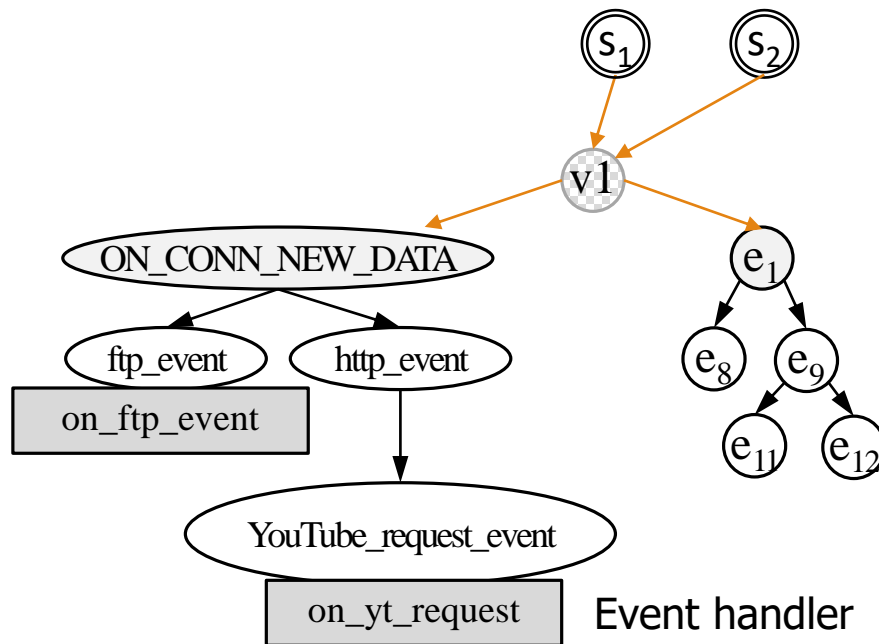 s1 s2
v1
ON_CONN_NEW_DATA e1
ftp_event http_event e8 e9
on_ftp_event e11 e12
YouTube_request_event
on_yt_request Event handler